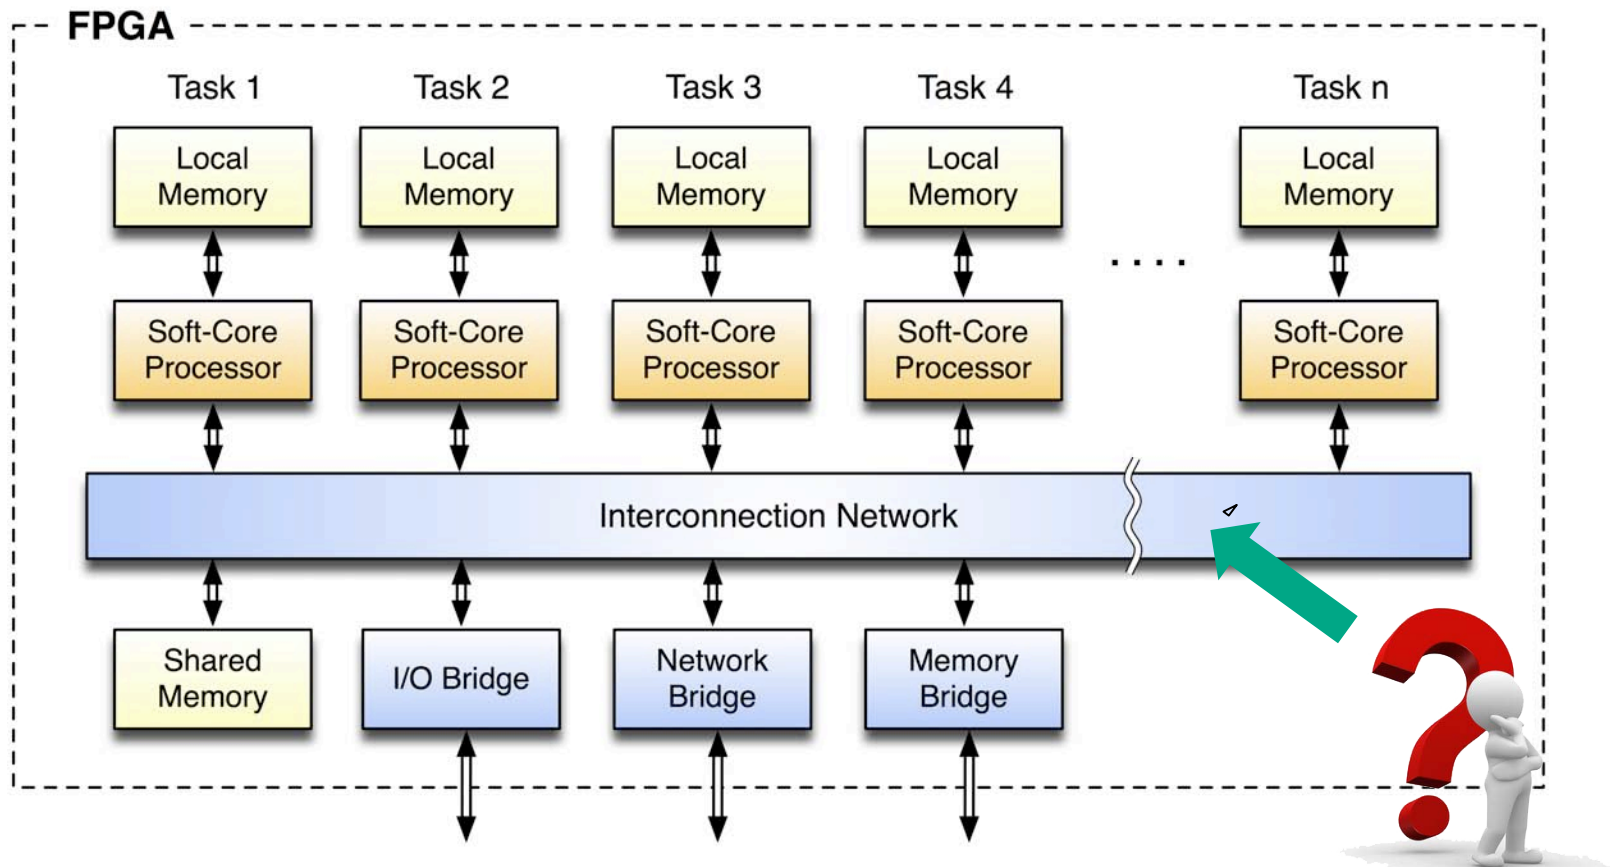 FPGA
Task 1
Task 2
Task 3
Task 4
Task n
Local
Memory
Local
Memory
Local
Memory
Local
Memory
Local
Memory
. . . .
Soft-Core
Processor
Soft-Core
Processor
Soft-Core
Processor
Soft-Core
Processor
Soft-Core
Processor
Interconnection Network
Shared
Memory
I/O Bridge
Network
Bridge
Memory
Bridge
?